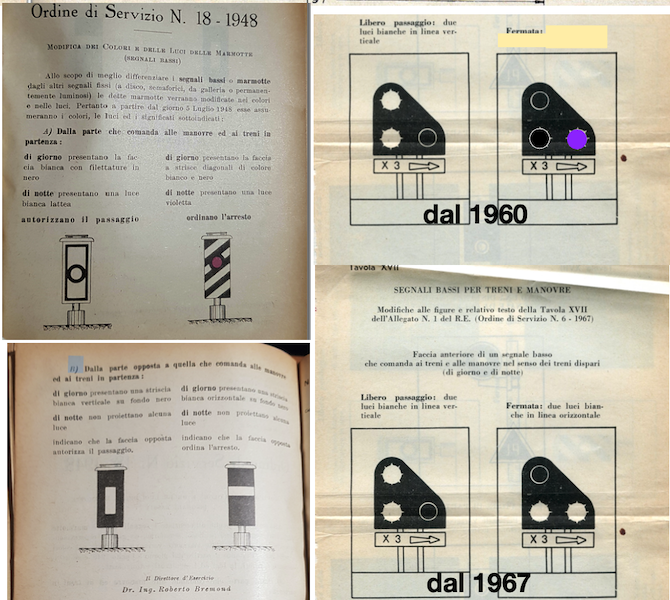 Ordine di Servizio N. 18 - 1948
Modifica dei Colori e delle Luci delle Marmotte
(segnali bassi)
Allo scopo di meglio differenziare i segnali bassi o marmotte
dagli altri segnali fissi (a disco, semaforici, da galleria o permanen-
temente luminosi) le dette marmotte verranno modificate nei colori
e nelle luci. Pertanto a partire dal giorno 5 Luglio 1948 esse assu-
meranno i colori, le luci ed i significati sottoindicati:
A) Dalla parte che comanda alle manovre ed ai treni in
partenza:
di giorno presentano la fac-
cia bianca con filettature in
nero
di notte presentano una luce
bianca lattea
autorizzano il passaggio
di giorno presentano la faccia
a strisce diagonali di colore
bianco e nero
di notte presentano una luce
violetta
ordinano l'arresto
B) Dalla parte opposta a quella che comanda alle manovre
ed ai treni in partenza:
di giorno presentano una striscia
bianca verticale su fondo nero
di notte non proiettano alcuna
luce
indicano che la faccia opposta
autorizza il passaggio.
di giorno presentano una striscia
bianca orizzontale su fondo nero
di notte non proiettano alcuna
luce
indicano che la faccia opposta
ordina l'arresto.
Il Direttore d'Esercizio
Dr. Ing. Roberto Bremond
Libero passaggio: due
luci bianche in linea ver-
ticale
Fermata:
X 3
X 3
dal 1960
Tavola XVII
SEGNALI BASSI PER TRENI E MANOVRE
Modifiche alle figure e relativo testo della Tavola XVII
dell'Allegato N. 1 del R.E. (Ordine di Servizio N. 6 - 1967)
Faccia anteriore di un segnale basso
che comanda ai treni e alle manovre nel senso dei treni dispari
(di giorno e di notte)
Libero passaggio: due
luci bianche in linea ver-
ticale
Fermata: due luci bian-
che in linea orizzontale
X 3
X 3
dal 1967